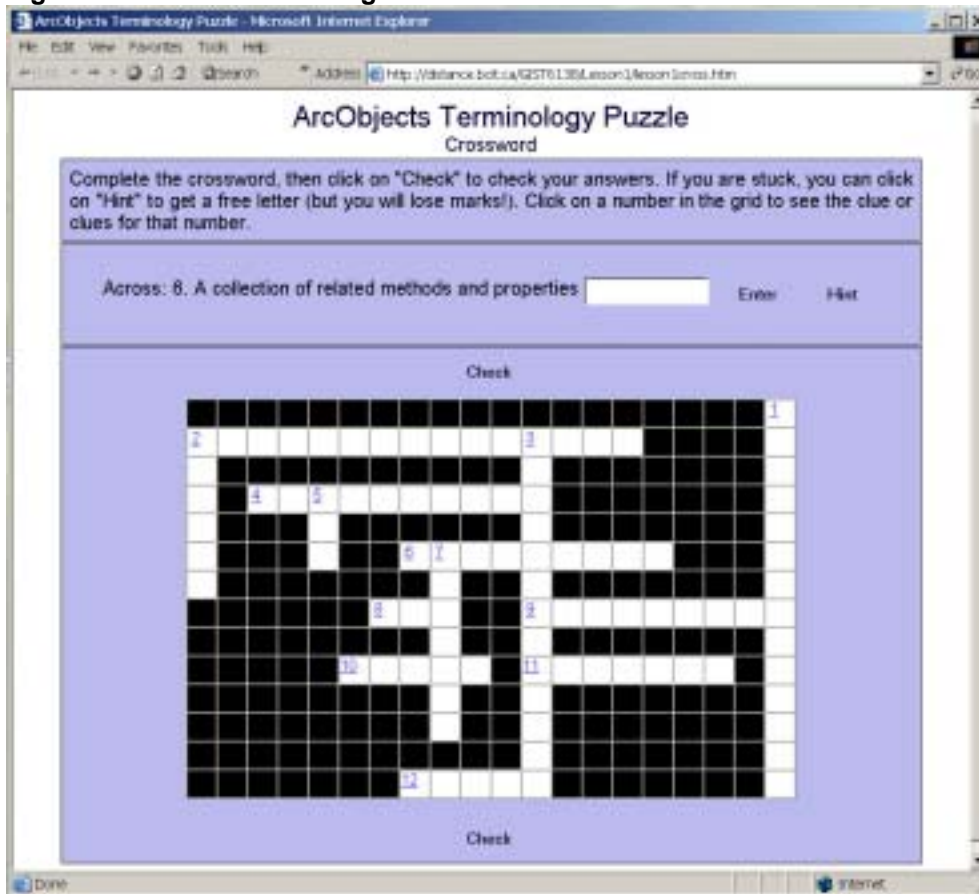 ArcObjects Terminology Puzzle - Microsoft Internet Explorer
File Edit View Favorites Tools Help
Search Address
ArcObjects Terminology Puzzle
Crossword
Complete the crossword, then click on "Check" to check your answers. If you are stuck, you can click
on "Hint" to get a free letter (but you will lose marks!). Click on a number in the grid to see the clue or
clues for that number.
Across: 6. A collection of related methods and properties Enter Hint
Check
1
2 3
4 5
6 7
8 9
10 11
12
Check
Done Internet